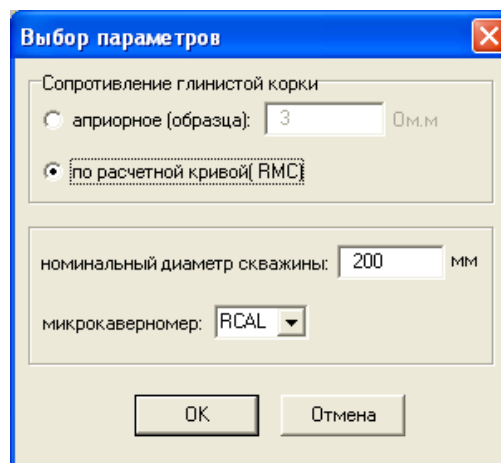 Выбор параметров
Сопротивление глинистой корки
априорное (образца): 3 Ом.м
по расчетной кривой( RMC)
номинальный диаметр скважины: 200 мм
микрокаверномер: RCAL
OK Отмена